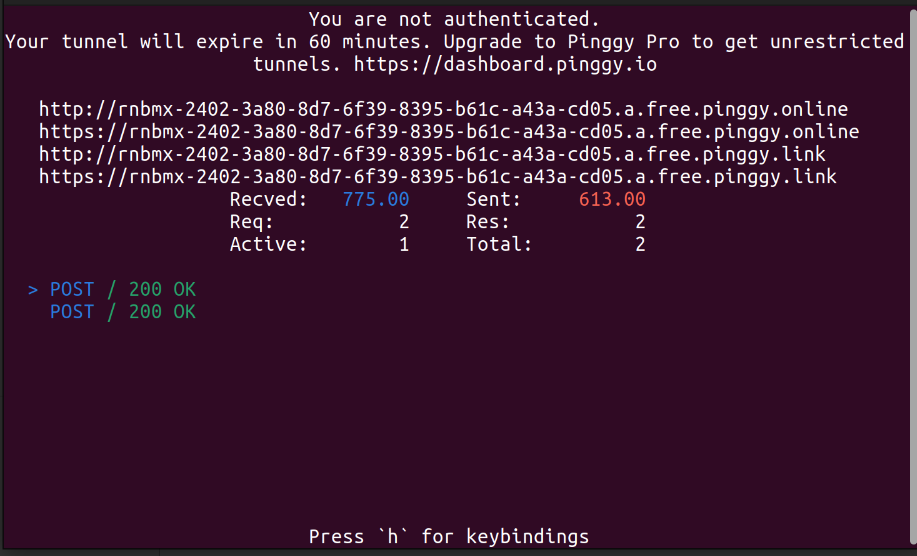 You are not authenticated.
Your tunnel will expire in 60 minutes. Upgrade to Pinggy Pro to get unrestricted
tunnels. https://dashboard.pinggy.io
http://rnbmx-2402-3a80-8d7-6f39-8395-b61c-a43a-cd05.a.free.pinggy.online
https://rnbmx-2402-3a80-8d7-6f39-8395-b61c-a43a-cd05.a.free.pinggy.online
http://rnbmx-2402-3a80-8d7-6f39-8395-b61c-a43a-cd05.a.free.pinggy.link
https://rnbmx-2402-3a80-8d7-6f39-8395-b61c-a43a-cd05.a.free.pinggy.link
Recved: 775.00 Sent: 613.00
Req: 2 Res: 2
Active: 1 Total: 2
> POST / 200 OK
POST / 200 OK
Press `h` for keybindings